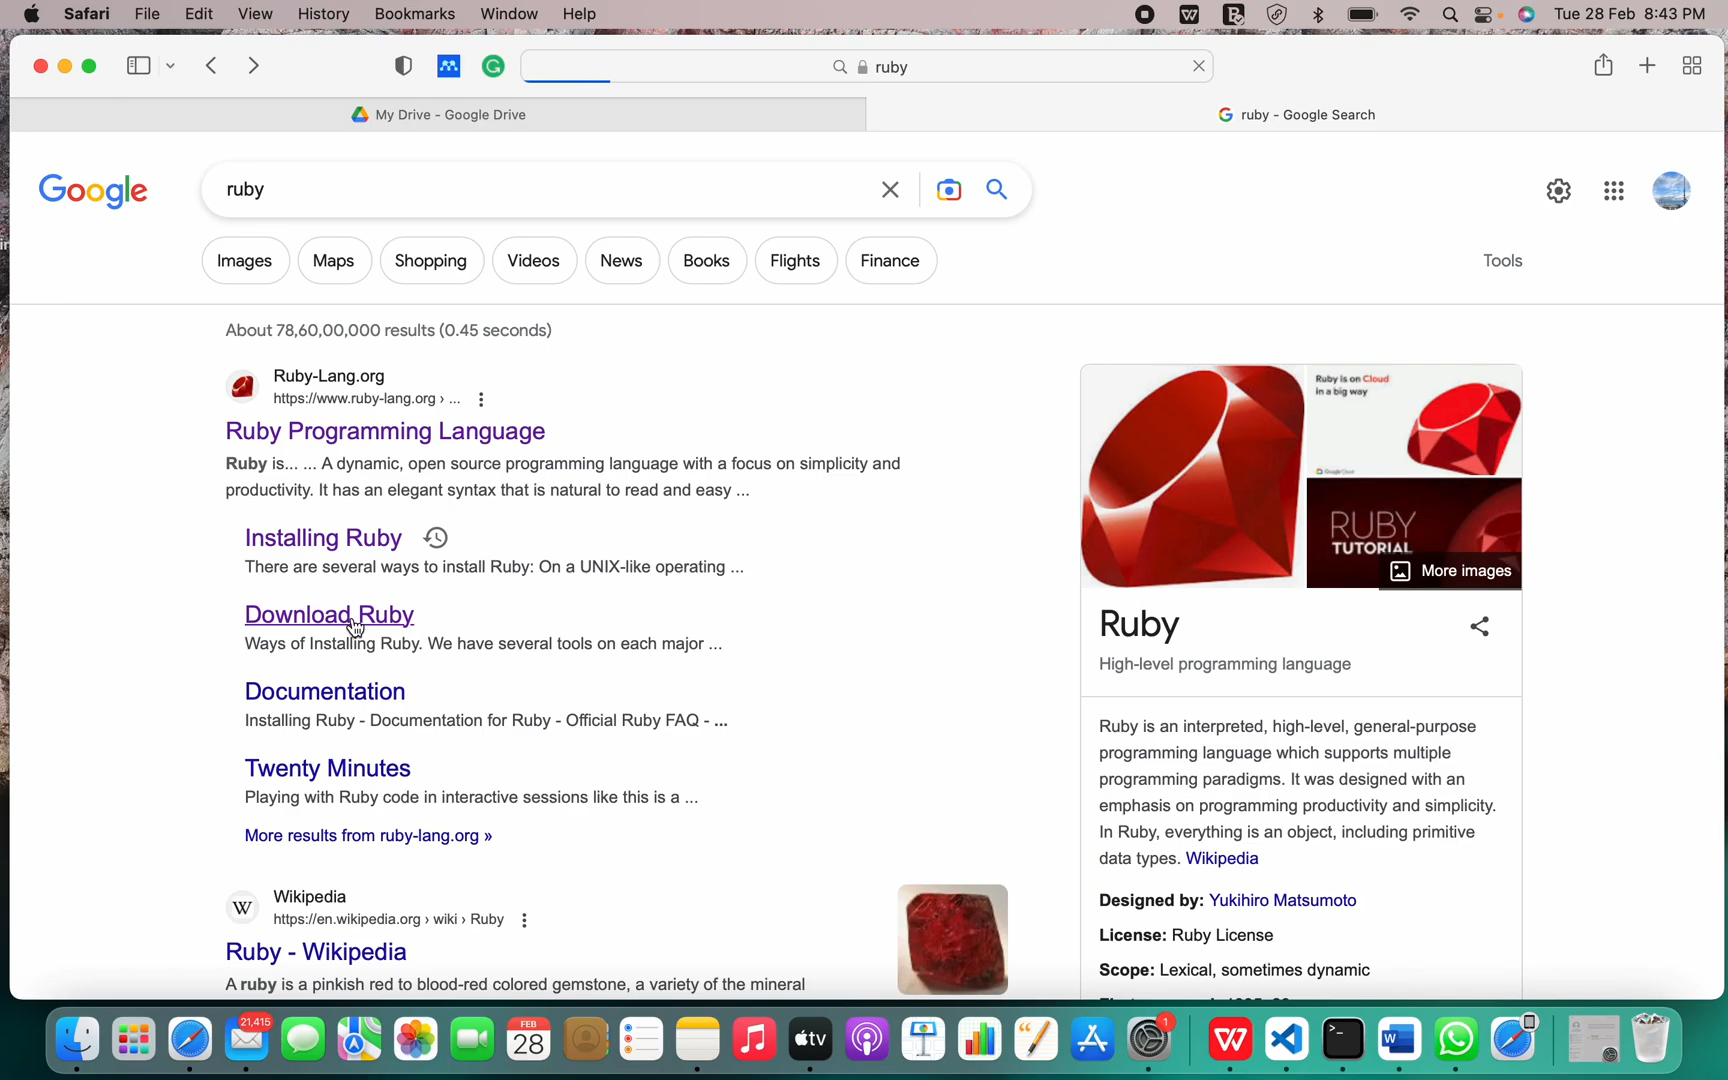 Safari File Edit View History Bookmarks Window Help Tue 28 Feb 8:43 PM
ruby
My Drive - Google Drive
ruby - Google Search
Google
ruby
Images Maps Shopping Videos News Books Flights Finance Tools
About 78,60,00,000 results (0.45 seconds)
Ruby-Lang.org
https://www.ruby-lang.org › ...
Ruby Programming Language
Ruby is... ... A dynamic, open source programming language with a focus on simplicity and
productivity. It has an elegant syntax that is natural to read and easy ...
Installing Ruby
There are several ways to install Ruby: On a UNIX-like operating ...
Download Ruby
Ways of Installing Ruby. We have several tools on each major ...
Documentation
Installing Ruby - Documentation for Ruby - Official Ruby FAQ - ...
Twenty Minutes
Playing with Ruby code in interactive sessions like this is a ...
More results from ruby-lang.org »
W
Wikipedia
https://en.wikipedia.org › wiki › Ruby
Ruby - Wikipedia
A ruby is a pinkish red to blood-red colored gemstone, a variety of the mineral
Ruby is on Cloud
in a big way
Google Cloud
RUBY
TUTORIAL
More images
Ruby
High-level programming language
Ruby is an interpreted, high-level, general-purpose
programming language which supports multiple
programming paradigms. It was designed with an
emphasis on programming productivity and simplicity.
In Ruby, everything is an object, including primitive
data types. Wikipedia
Designed by: Yukihiro Matsumoto
License: Ruby License
Scope: Lexical, sometimes dynamic
21,415
FEB
28
tv
1
W